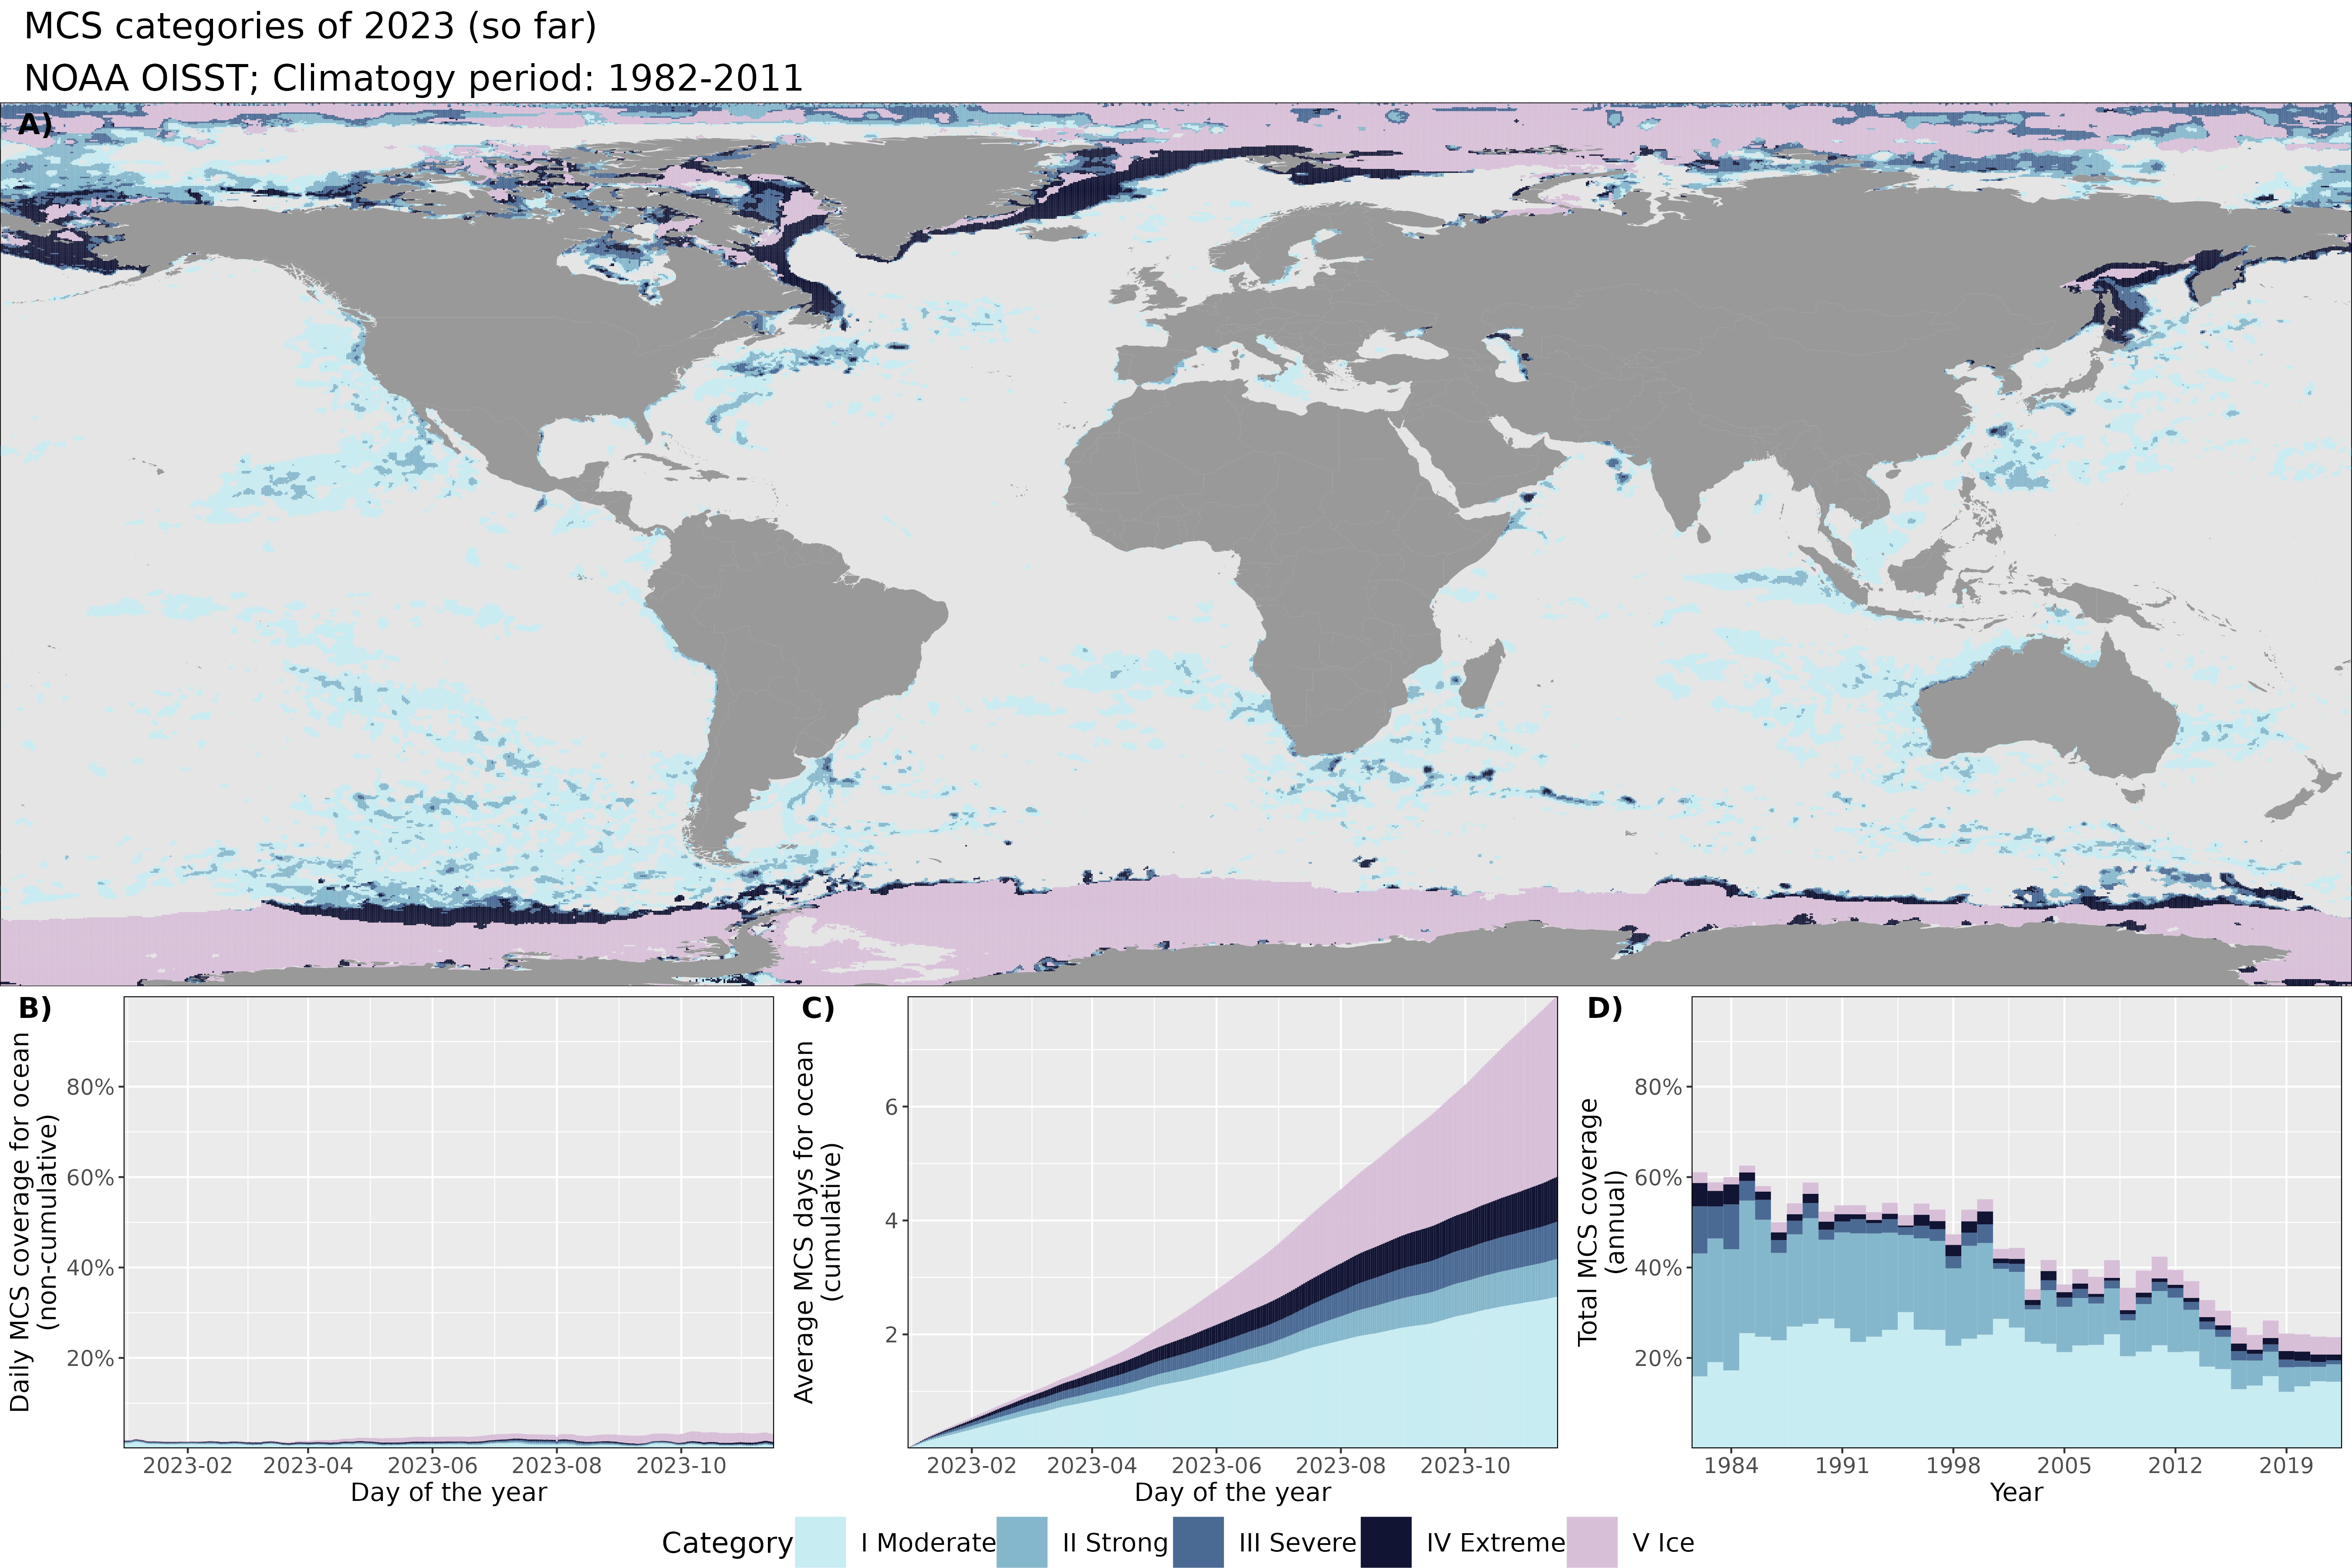 MCS categories of 2023 (so far)
NOAA OISST; Climatogy period: 1982-2011
A)
B)
Daily MCS coverage for ocean
(non-cumulative)
80%
60%
40%
20%
2023-02 2023-04 2023-06 2023-08 2023-10
Day of the year
C)
Average MCS days for ocean
(cumulative)
6
4
2
2023-02 2023-04 2023-06 2023-08 2023-10
Day of the year
D)
Total MCS coverage
(annual)
80%
60%
40%
20%
1984 1991 1998 2005 2012 2019
Year
Category I Moderate II Strong III Severe IV Extreme V Ice